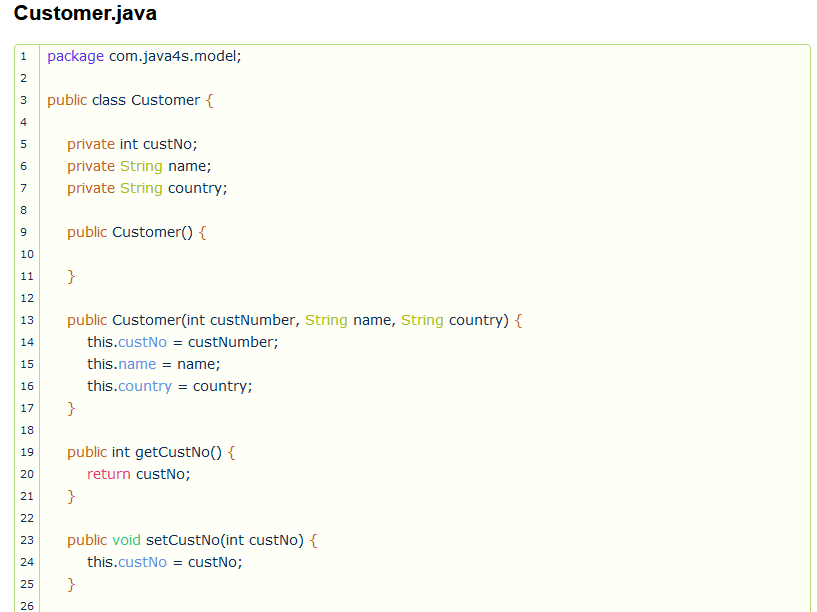 Customer.java
1 package com.java4s.model;
2
3 public class Customer {
4
5 private int custNo;
6 private String name;
7 private String country;
8
9 public Customer() {
10
11 }
12
13 public Customer(int custNumber, String name, String country) {
14 this.custNo = custNumber;
15 this.name = name;
16 this.country = country;
17 }
18
19 public int getCustNo() {
20 return custNo;
21 }
22
23 public void setCustNo(int custNo) {
24 this.custNo = custNo;
25 }
26